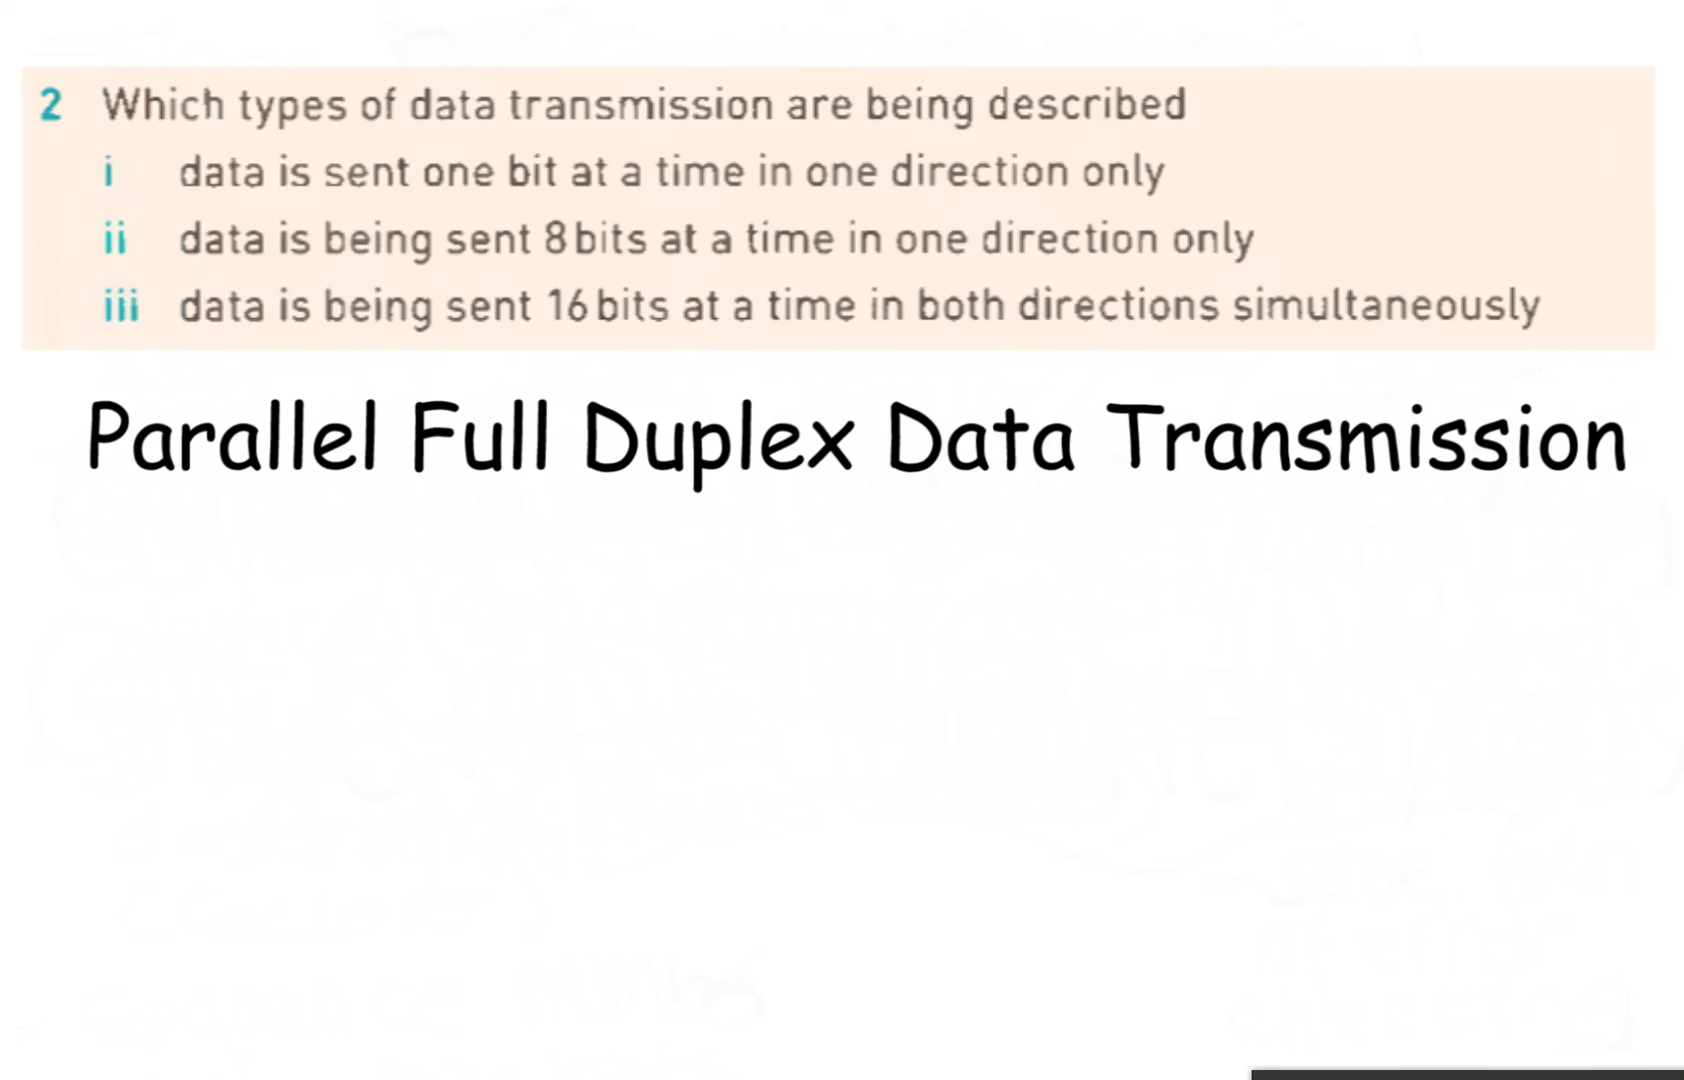 2 Which types of data transmission are being described
i data is sent one bit at a time in one direction only
ii data is being sent 8 bits at a time in one direction only
iii data is being sent 16 bits at a time in both directions simultaneously
Parallel Full Duplex Data Transmission